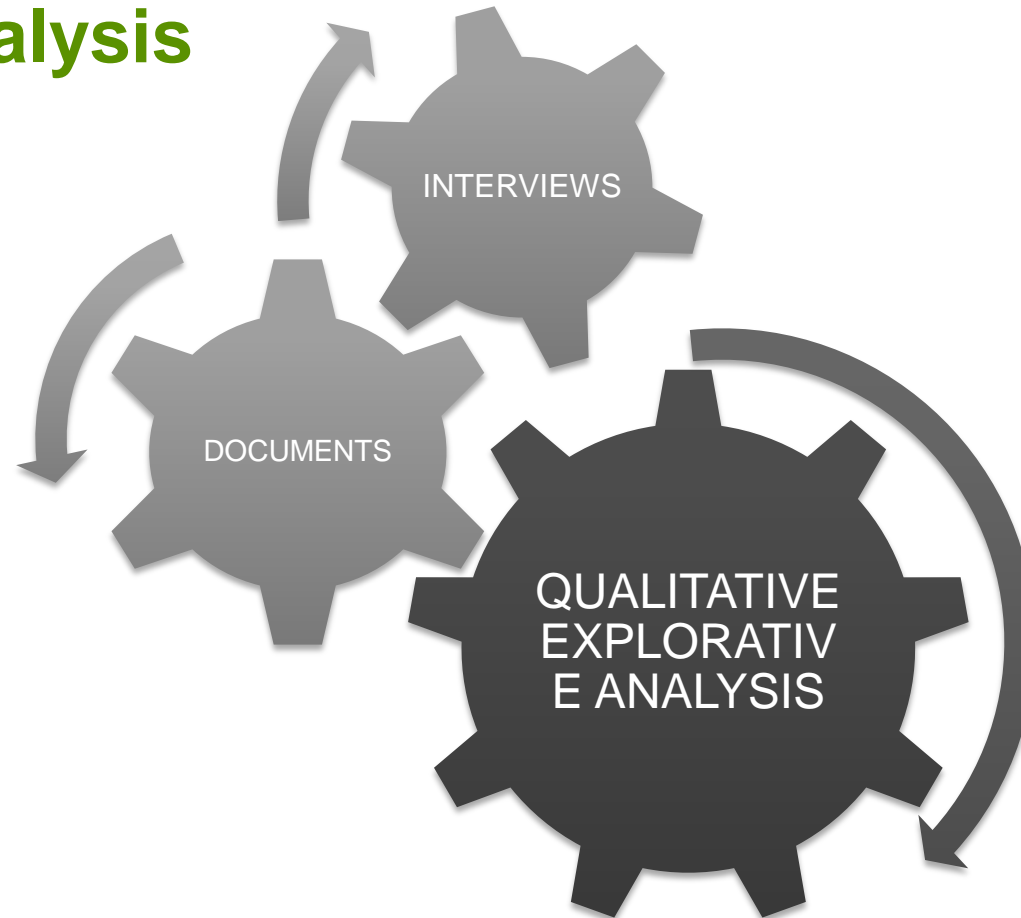 alysis
INTERVIEWS
DOCUMENTS
QUALITATIVE
EXPLORATIV
E ANALYSIS